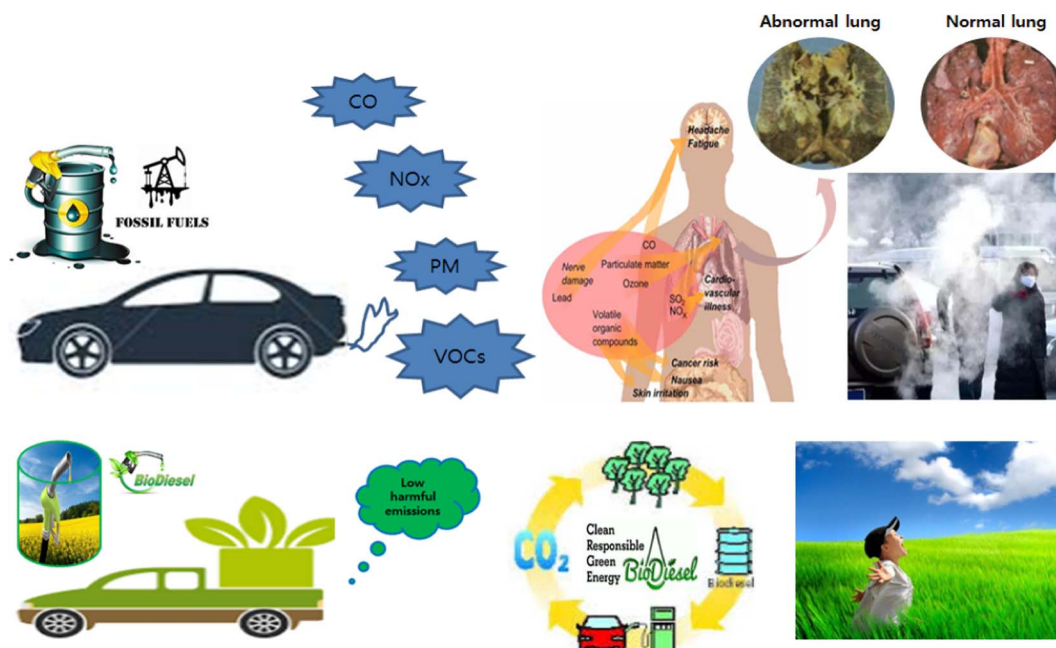 Abnormal lung
Normal lung
CO
NOx
PM
VOCs
FOSSIL FUELS
Headache
Fatigue
CO
Nerve
damage
Particulate matter
Ozone
Lead
SO2
NOX
Cardio-
vascular
illness
Volatile
organic
compounds
Cancer risk
Nausea
Skin irritation
BioDiesel
Low
harmful
emissions
CO2
Clean
Responsible
Green
Energy
BioDiesel
Biodiesel